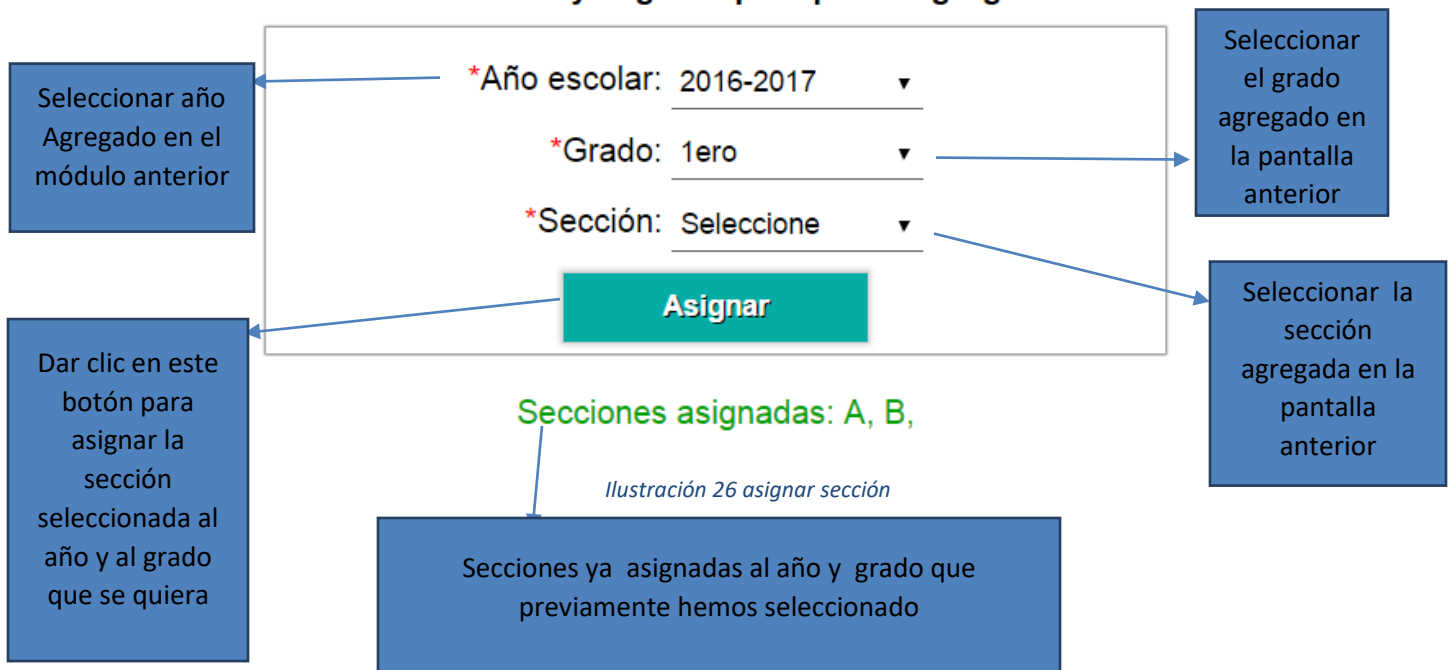 Seleccionar año
Agregado en el
módulo anterior
*Año escolar: 2016-2017
*Grado: 1ero
*Sección: Seleccione
Asignar
Seleccionar
el grado
agregado en
la pantalla
anterior
Seleccionar la
sección
agregada en la
pantalla
anterior
Dar clic en este
botón para
asignar la
sección
seleccionada al
año y al grado
que se quiera
Secciones asignadas: A, B,
Ilustración 26 asignar sección
Secciones ya asignadas al año y grado que
previamente hemos seleccionado